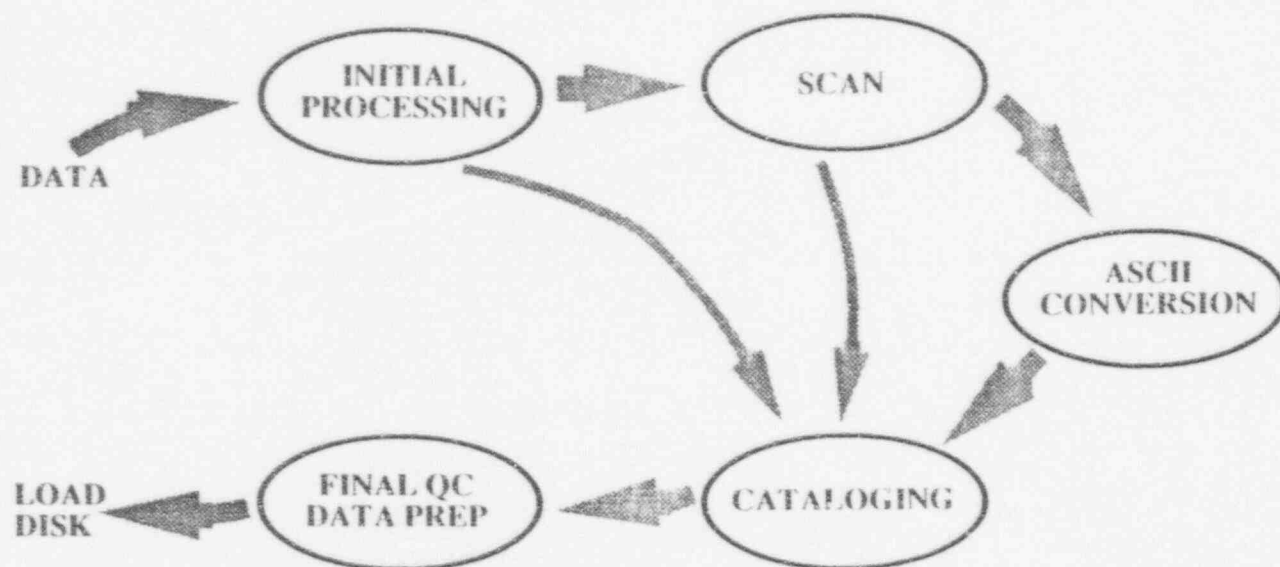 INITIAL
PROCESSING
SCAN
DATA
ASCII
CONVERSION
CATALOGING
FINAL QC
DATA PREP
LOAD
DISK